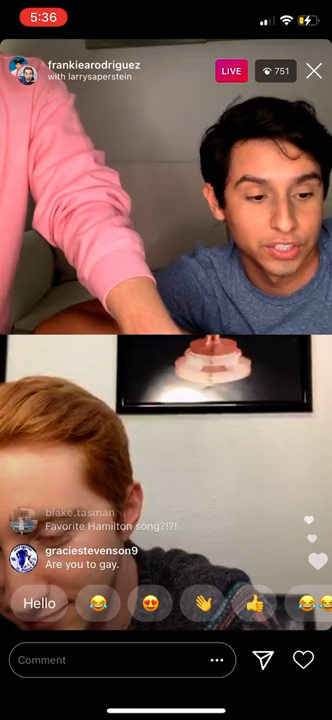 5:36
frankiearodriguez
with larrysaperstein
LIVE
751
blake.tasman
Favorite Hamilton song?!?!
graciestevenson9
Are you to gay.
Hello
Comment